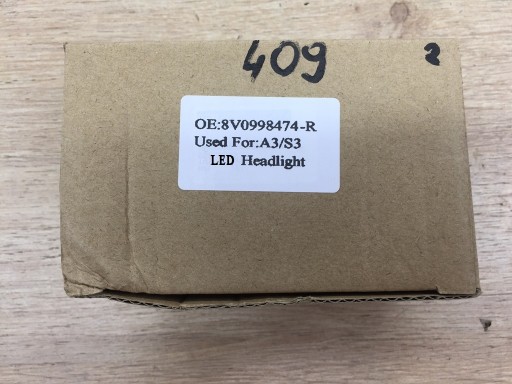 409 2
OE:8V0998474-R
Used For:A3/S3
LED Headlight